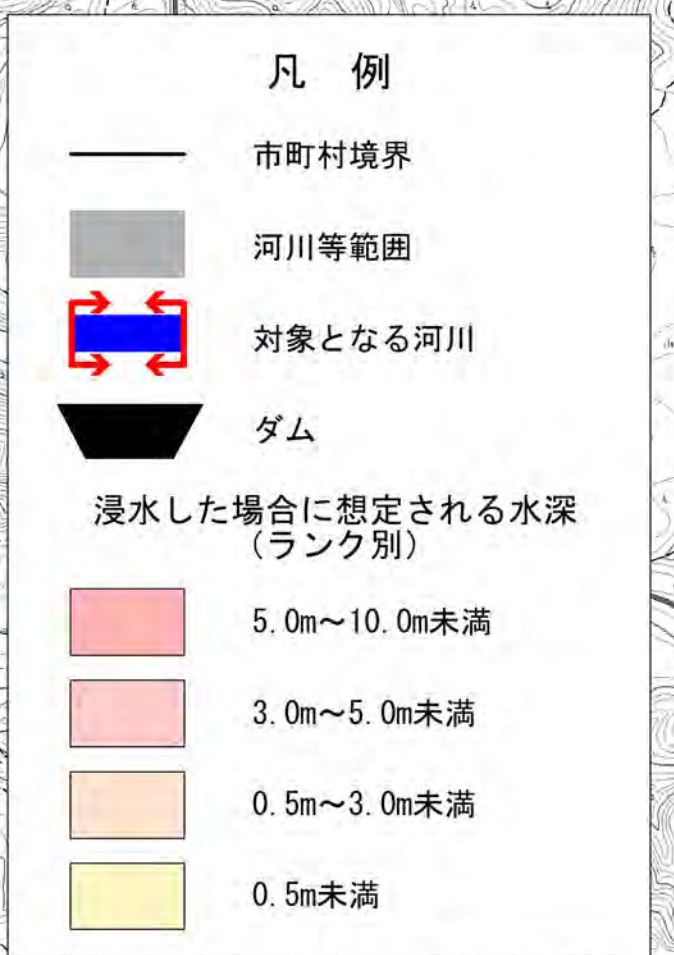 凡 例
市町村境界
河川等範囲
対象となる河川
ダム
浸水した場合に想定される水深
(ランク別)
5.0m～10.0m未満
3.0m～5.0m未満
0.5m～3.0m未満
0.5m未満